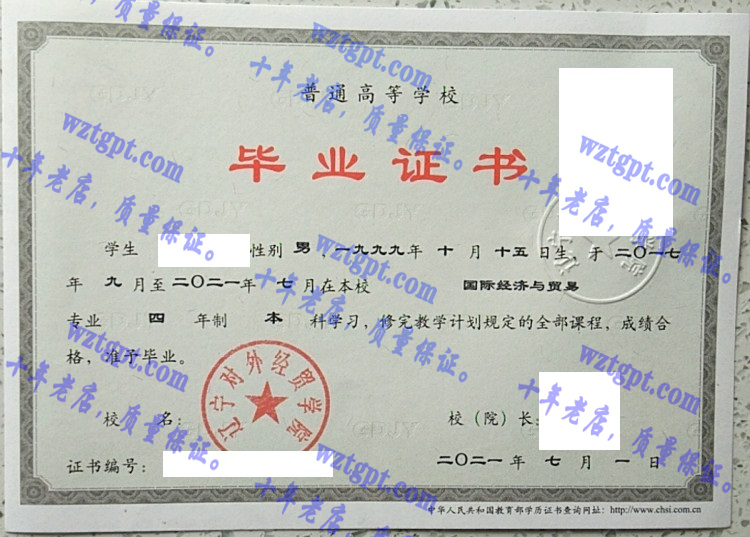 普通高等学校
毕业证书
学生 性别 男,一九九九年 十 月 十五 日生,于 二〇一七
年 九 月至 二〇二一年 七 月在本校 国际经济与贸易
专业 四 年制 本 科学习,修完教学计划规定的全部课程,成绩合
格,准予毕业。
辽宁对外经贸学院
校 名: 校(院)长:
证书编号: 二〇二一 年 七 月 一 日
中华人民共和国教育部学历证书查询网址:http://www.chsi.com.cn
wztgpt.com
十年老店,质量保证。